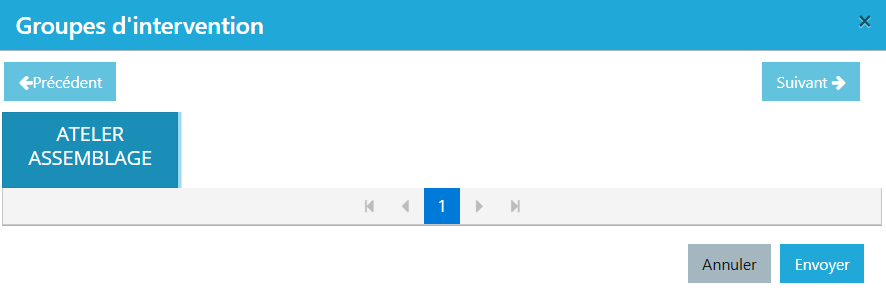 Groupes d'intervention
×
Précédent
Suivant
ATELER
ASSEMBLAGE
1
Annuler
Envoyer